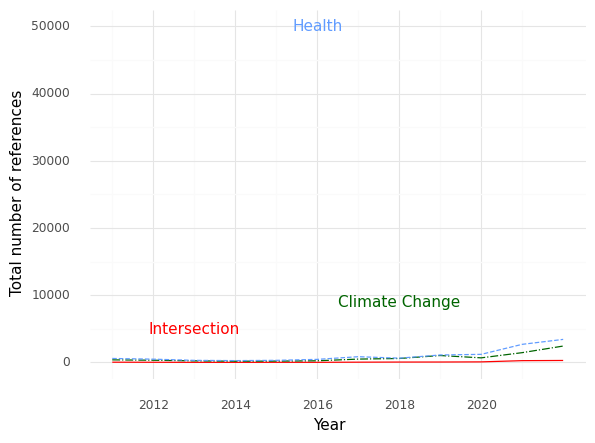 50000
Health
40000
30000
20000
10000
Climate Change
Intersection
0
Total number of references
2012 2014 2016 2018 2020
Year